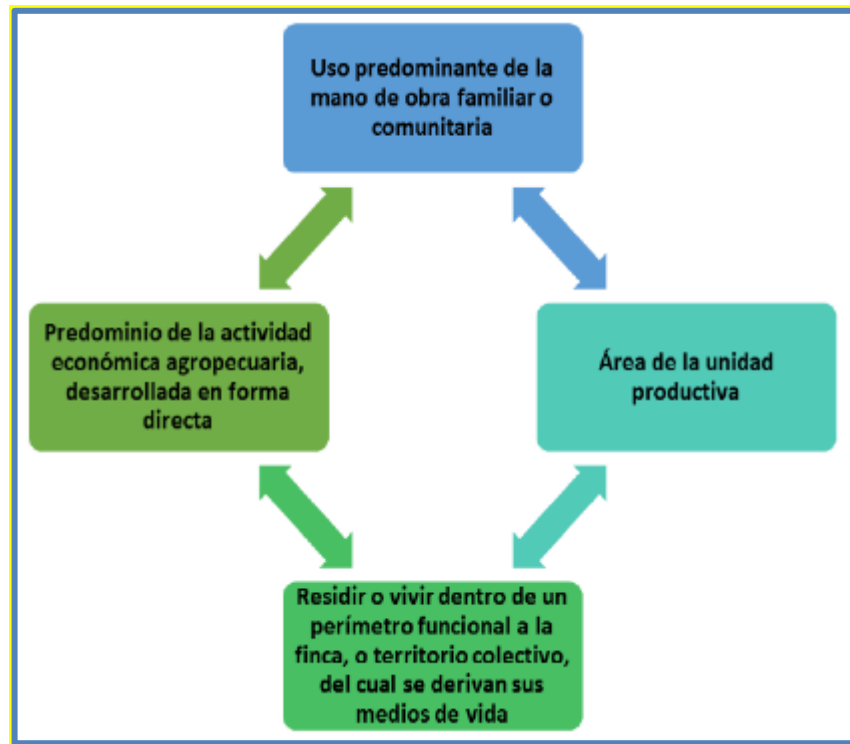 Uso predominante de la
mano de obra familiar o
comunitaria
Predominio de la actividad
económica agropecuaria,
desarrollada en forma
directa
Área de la unidad
productiva
Residir o vivir dentro de un
perímetro funcional a la
finca, o territorio colectivo,
del cual se derivan sus
medios de vida